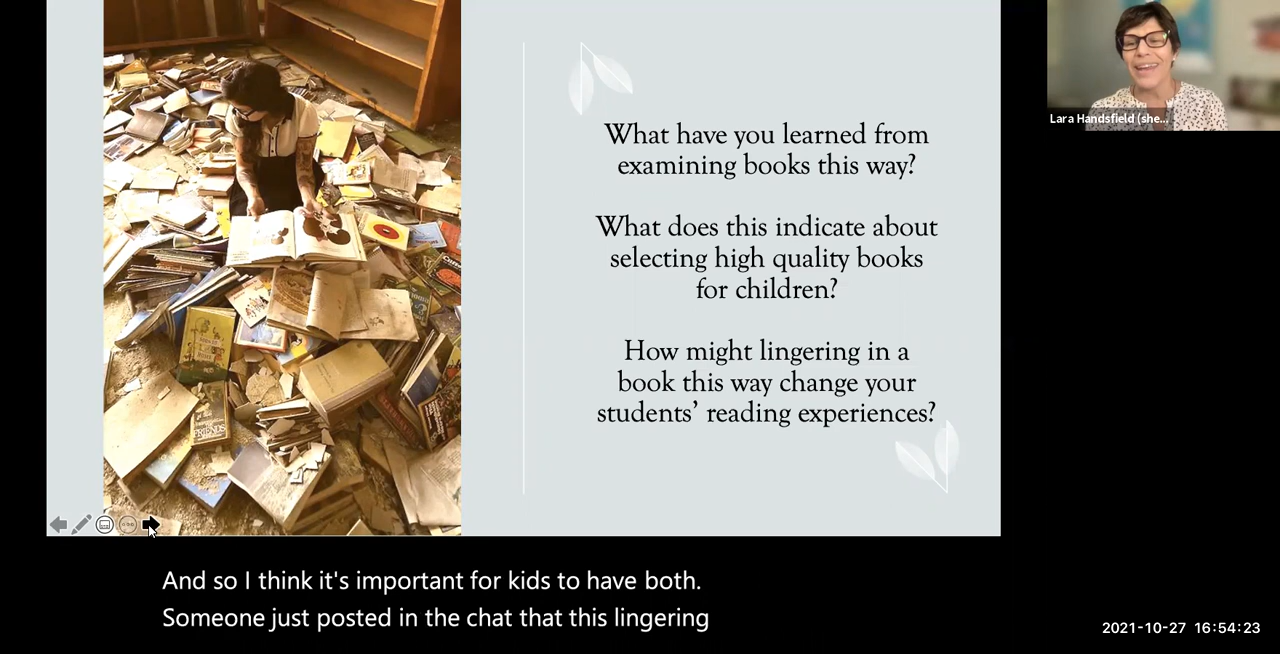 What have you learned from
examining books this way?
What does this indicate about
selecting high quality books
for children?
How might lingering in a
book this way change your
students’ reading experiences?
Lara Handsfield (she...
And so I think it's important for kids to have both.
Someone just posted in the chat that this lingering
2021-10-27 16:54:23